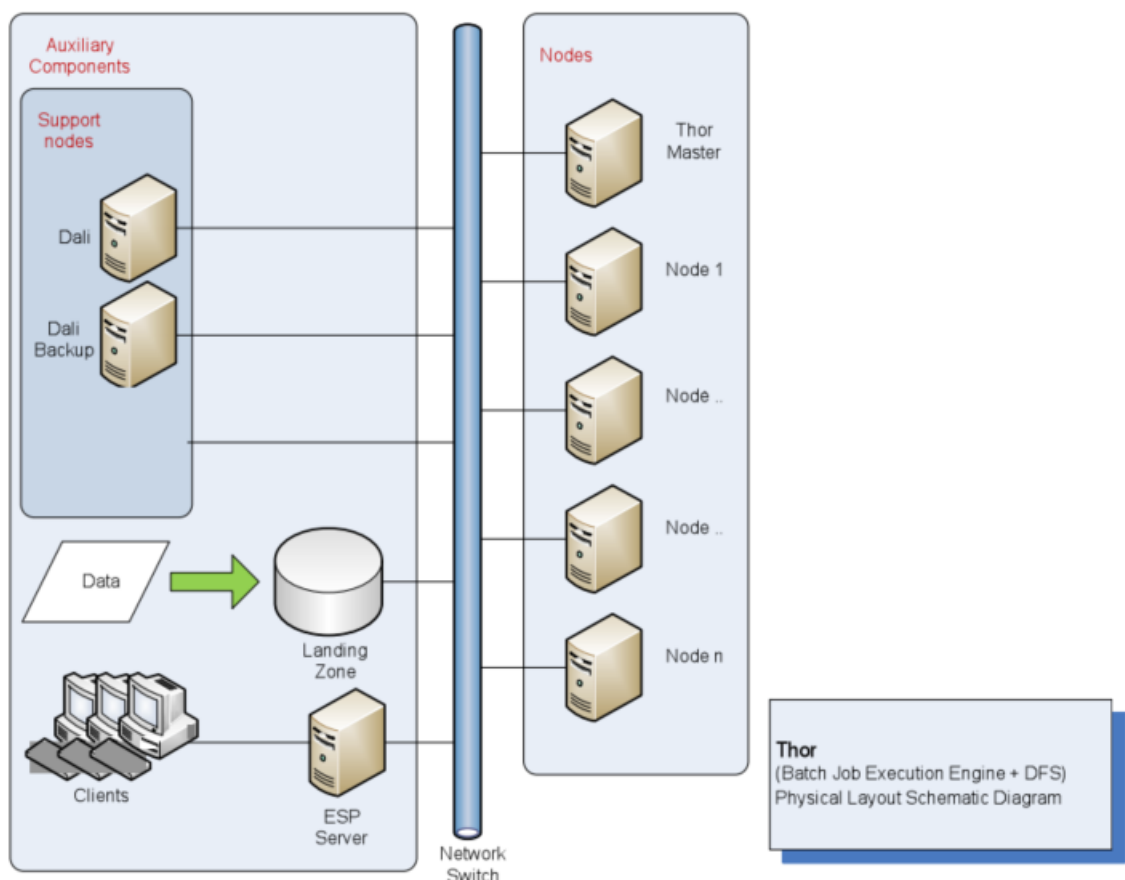 Auxiliary
Components
Support
nodes
Dali
Dali
Backup
Data
Landing
Zone
Clients
ESP
Server
Network
Switch
Nodes
Thor
Master
Node 1
Node ..
Node ..
Node n
Thor
(Batch Job Execution Engine + DFS)
Physical Layout Schematic Diagram